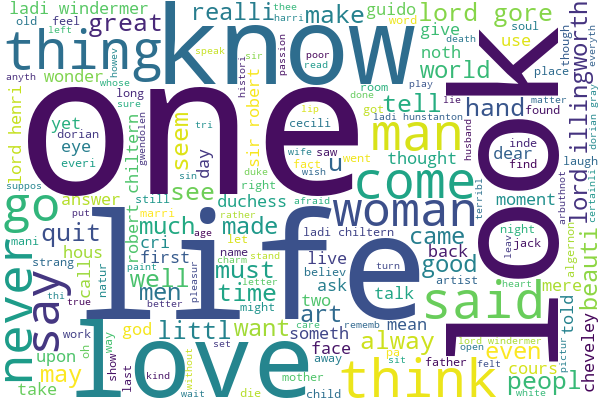 ladi windermer
great
realli
make
guido
lord gore
soul
use
word
old
feel
left
thing
know
one
life
look
love
wonder
give
noth
world
tell
hand
man
come
woman
lord illingworth
lord henri
yet
dorian
eye
everi
seem
tri
day
sir robert
cecili
room
done
got
lie
ladi hunstanton
place
though
death
everyth
whose
speak
sir
poor
read
howev
thee
harri
passion
histori
lip
play
matter
dorian gray
found
anyth
long
sure
gwendolen
sin
duke
fact
wife
wish
saw
went
husband
inde
find
dear
laugh
moment
thought
u
see
right
afraid
duchess
still
answer
robert chiltern
go
quit
say
never
suppos
mani
strang
hous
put
call
natur
thi
true
work
may
upon
oh
way
god
take
show
last
kind
without
wait
set
die
away
child
mother
father
felt
open
sit
pa
white
pictur
cours
even
peopl
think
alway
face
someth
want
littl
time
well
men
must
much
made
cri
first
marri
age
paint
better
pleasur
charm
name
rather
let
stand
letter
might
art
two
care
turn
rememb
mean
talk
ask
believ
live
ladi chiltern
came
back
good
said
artist
night
leav
jack
terribl
heart
arbuthnot
algernon
certainli
beauti
mere
told
cheveley
lord windermer